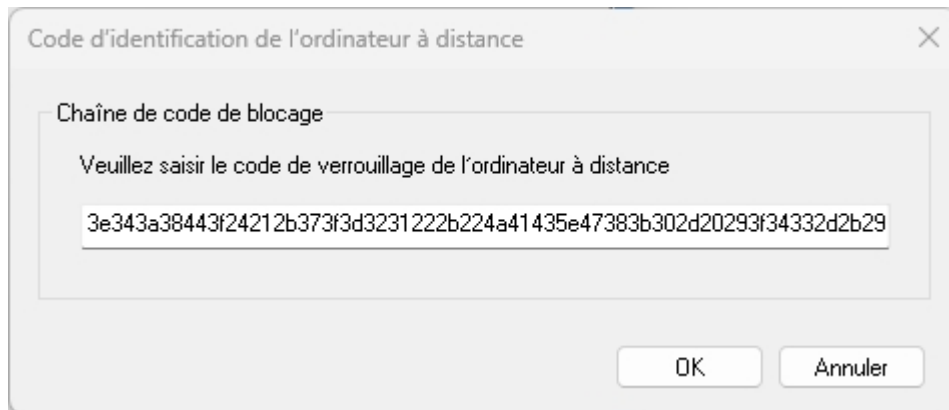 Code d'identification de l'ordinateur à distance
Chaîne de code de blocage
Veuillez saisir le code de verrouillage de l'ordinateur à distance
3e343a38443f24212b373f3d3231222b224a41435e47383b302d20293f34332d2b29
OK
Annuler